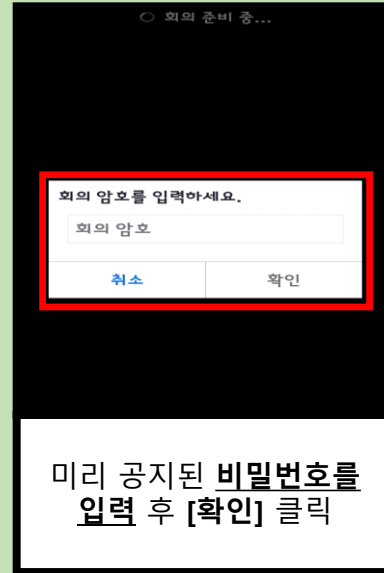 회의 준비 중...
회의 암호를 입력하세요.
회의 암호
취소 확인
미리 공지된 비밀번호를
입력 후 [확인] 클릭